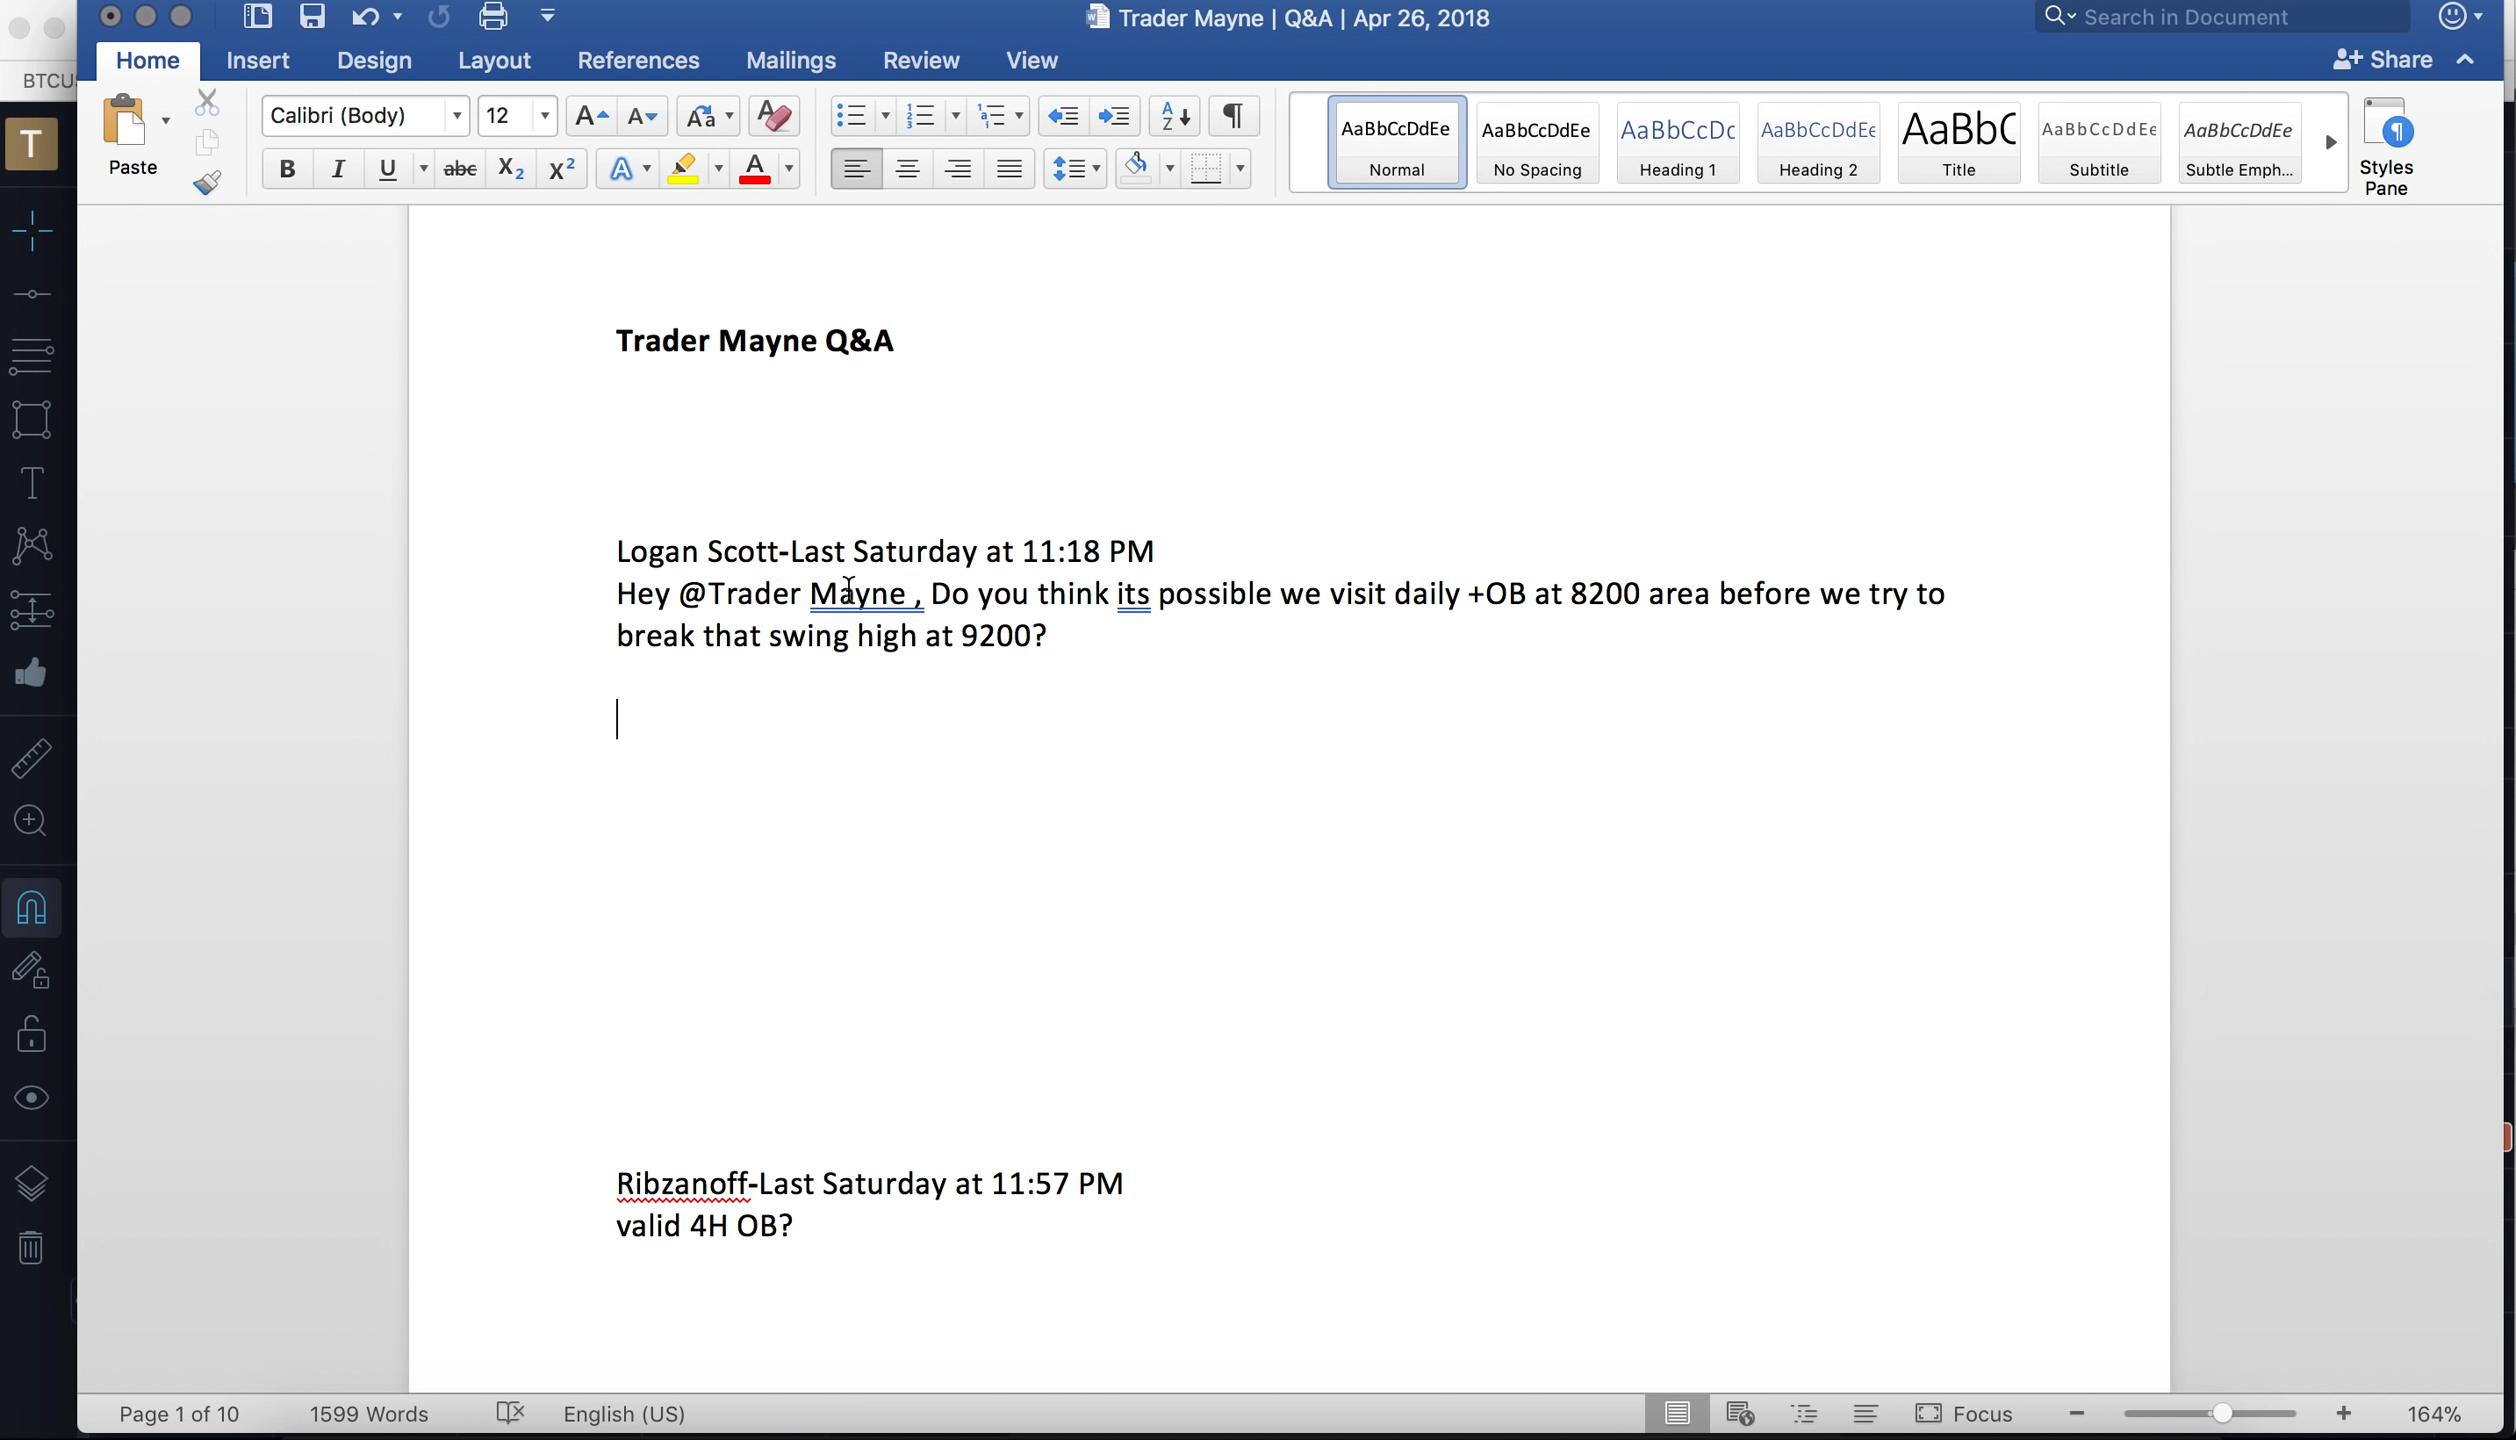 Trader Mayne | Q&A | Apr 26, 2018
Search in Document
Home Insert Design Layout References Mailings Review View
Share
BTCUS
T
Paste
Calibri (Body) 12
AaBbCcDdEe AaBbCcDdEe AaBbCcDc AaBbCcDdEe AaBbC AaBbCcDdEe AaBbCcDdEe
Normal No Spacing Heading 1 Heading 2 Title Subtitle Subtle Emph...
Styles
Pane
Trader Mayne Q&A
Logan Scott-Last Saturday at 11:18 PM
Hey @Trader Mayne , Do you think its possible we visit daily +OB at 8200 area before we try to
break that swing high at 9200?
Ribzanoff-Last Saturday at 11:57 PM
valid 4H OB?
Page 1 of 10 1599 Words English (US) Focus 164%